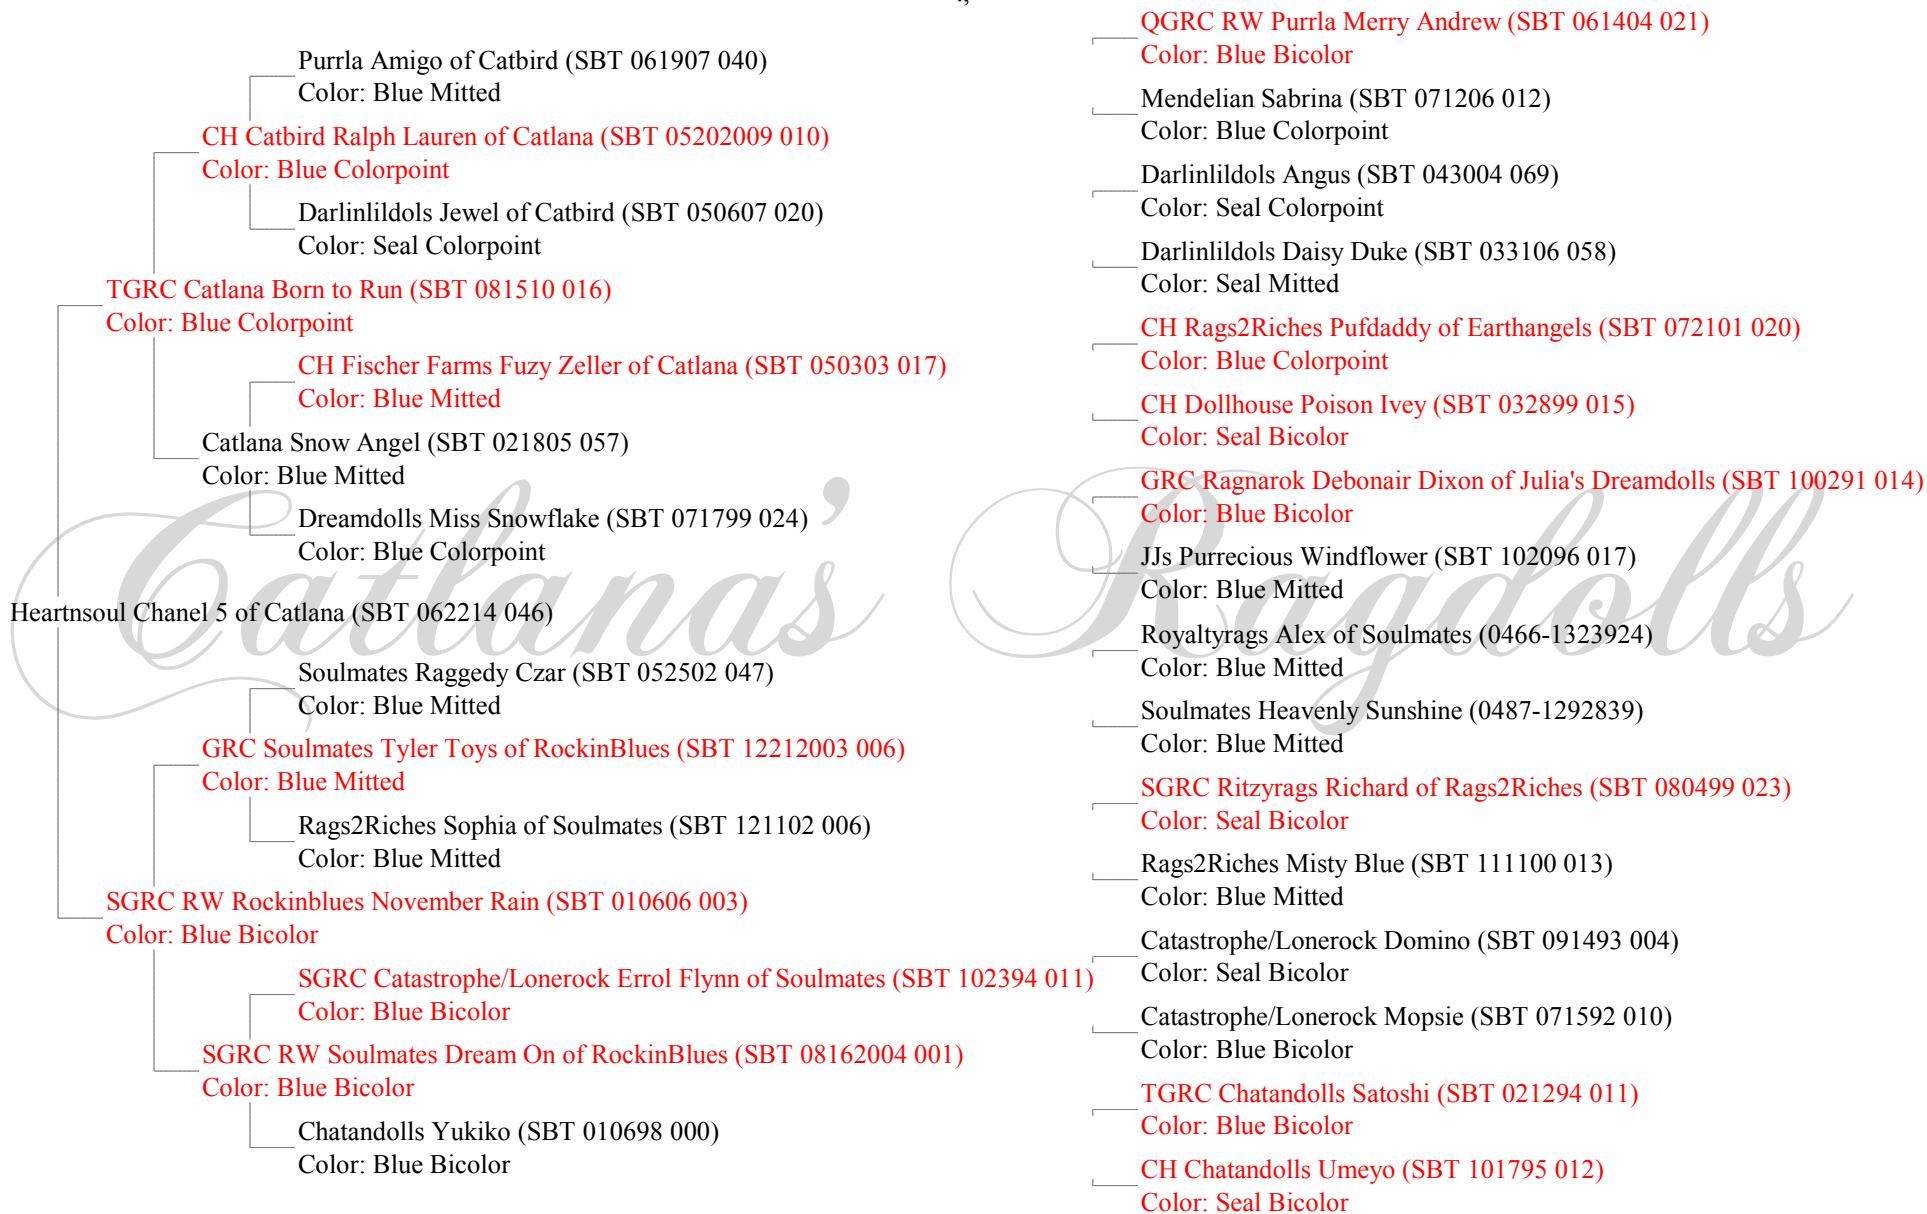 Purrla Amigo of Catbird (SBT 061907 040)
Color: Blue Mitted
CH Catbird Ralph Lauren of Catlana (SBT 05202009 010)
Color: Blue Colorpoint
Darlinlildols Jewel of Catbird (SBT 050607 020)
Color: Seal Colorpoint
TGRC Catlana Born to Run (SBT 081510 016)
Color: Blue Colorpoint
CH Fischer Farms Fuzy Zeller of Catlana (SBT 050303 017)
Color: Blue Mitted
Catlana Snow Angel (SBT 021805 057)
Color: Blue Mitted
Dreamdolls Miss Snowflake (SBT 071799 024)
Color: Blue Colorpoint
Catlanas' Ragdolls
Heartnsoul Chanel 5 of Catlana (SBT 062214 046)
Soulmates Raggedy Czar (SBT 052502 047)
Color: Blue Mitted
GRC Soulmates Tyler Toys of RockinBlues (SBT 12212003 006)
Color: Blue Mitted
Rags2Riches Sophia of Soulmates (SBT 121102 006)
Color: Blue Mitted
SGRC RW Rockinblues November Rain (SBT 010606 003)
Color: Blue Bicolor
SGRC Catastrophe/Lonerock Errol Flynn of Soulmates (SBT 102394 011)
Color: Blue Bicolor
SGRC RW Soulmates Dream On of RockinBlues (SBT 08162004 001)
Color: Blue Bicolor
Chatandolls Yukiko (SBT 010698 000)
Color: Blue Bicolor
QGRC RW Purrla Merry Andrew (SBT 061404 021)
Color: Blue Bicolor
Mendelian Sabrina (SBT 071206 012)
Color: Blue Colorpoint
Darlinlildols Angus (SBT 043004 069)
Color: Seal Colorpoint
Darlinlildols Daisy Duke (SBT 033106 058)
Color: Seal Mitted
CH Rags2Riches Pufdaddy of Earthangels (SBT 072101 020)
Color: Blue Colorpoint
CH Dollhouse Poison Ivey (SBT 032899 015)
Color: Seal Bicolor
GRC Ragnarok Debonair Dixon of Julia's Dreamdolls (SBT 100291 014)
Color: Blue Bicolor
JJs Purrecious Windflower (SBT 102096 017)
Color: Blue Mitted
Royaltyrags Alex of Soulmates (0466-1323924)
Color: Blue Mitted
Soulmates Heavenly Sunshine (0487-1292839)
Color: Blue Mitted
SGRC Ritzyrags Richard of Rags2Riches (SBT 080499 023)
Color: Seal Bicolor
Rags2Riches Misty Blue (SBT 111100 013)
Color: Blue Mitted
Catastrophe/Lonerock Domino (SBT 091493 004)
Color: Seal Bicolor
Catastrophe/Lonerock Mopsie (SBT 071592 010)
Color: Blue Bicolor
TGRC Chatandolls Satoshi (SBT 021294 011)
Color: Blue Bicolor
CH Chatandolls Umeyo (SBT 101795 012)
Color: Seal Bicolor